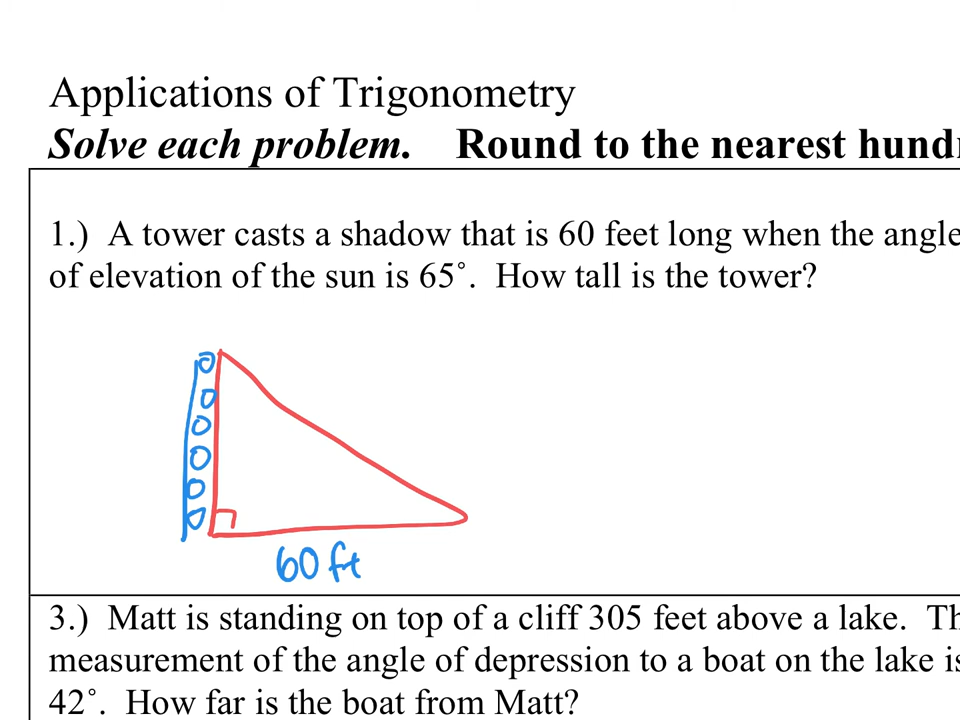 Applications of Trigonometry
Solve each problem. Round to the nearest
1.) A tower casts a shadow that is 60 feet long when the angle
of elevation of the sun is 65˚. How tall is the tower?
60 ft
3.) Matt is standing on top of a cliff 305 feet above a lake.
measurement of the angle of depression to a boat on the lake is
42˚. How far is the boat from Matt?